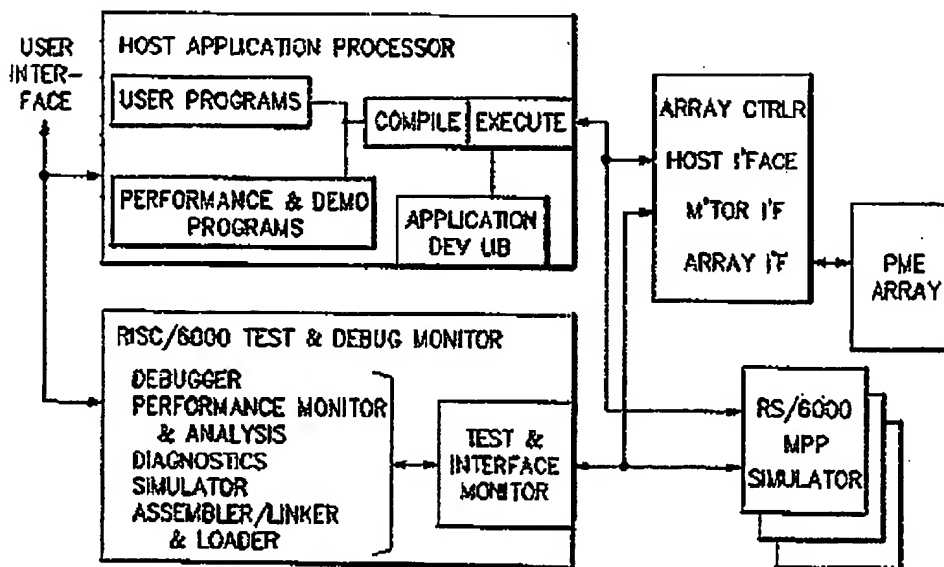 USER
INTER-
FACE
HOST APPLICATION PROCESSOR
USER PROGRAMS
COMPILE
EXECUTE
PERFORMANCE & DEMO
PROGRAMS
APPLICATION
DEV LIB
ARRAY CTRLR
HOST I'FACE
M'TOR I'F
ARRAY I'F
PME
ARRAY
RISC/6000 TEST & DEBUG MONITOR
DEBUGGER
PERFORMANCE MONITOR
& ANALYSIS
DIAGNOSTICS
SIMULATOR
ASSEMBLER/LINKER
& LOADER
TEST &
INTERFACE
MONITOR
RS/6000
MPP
SIMULATOR